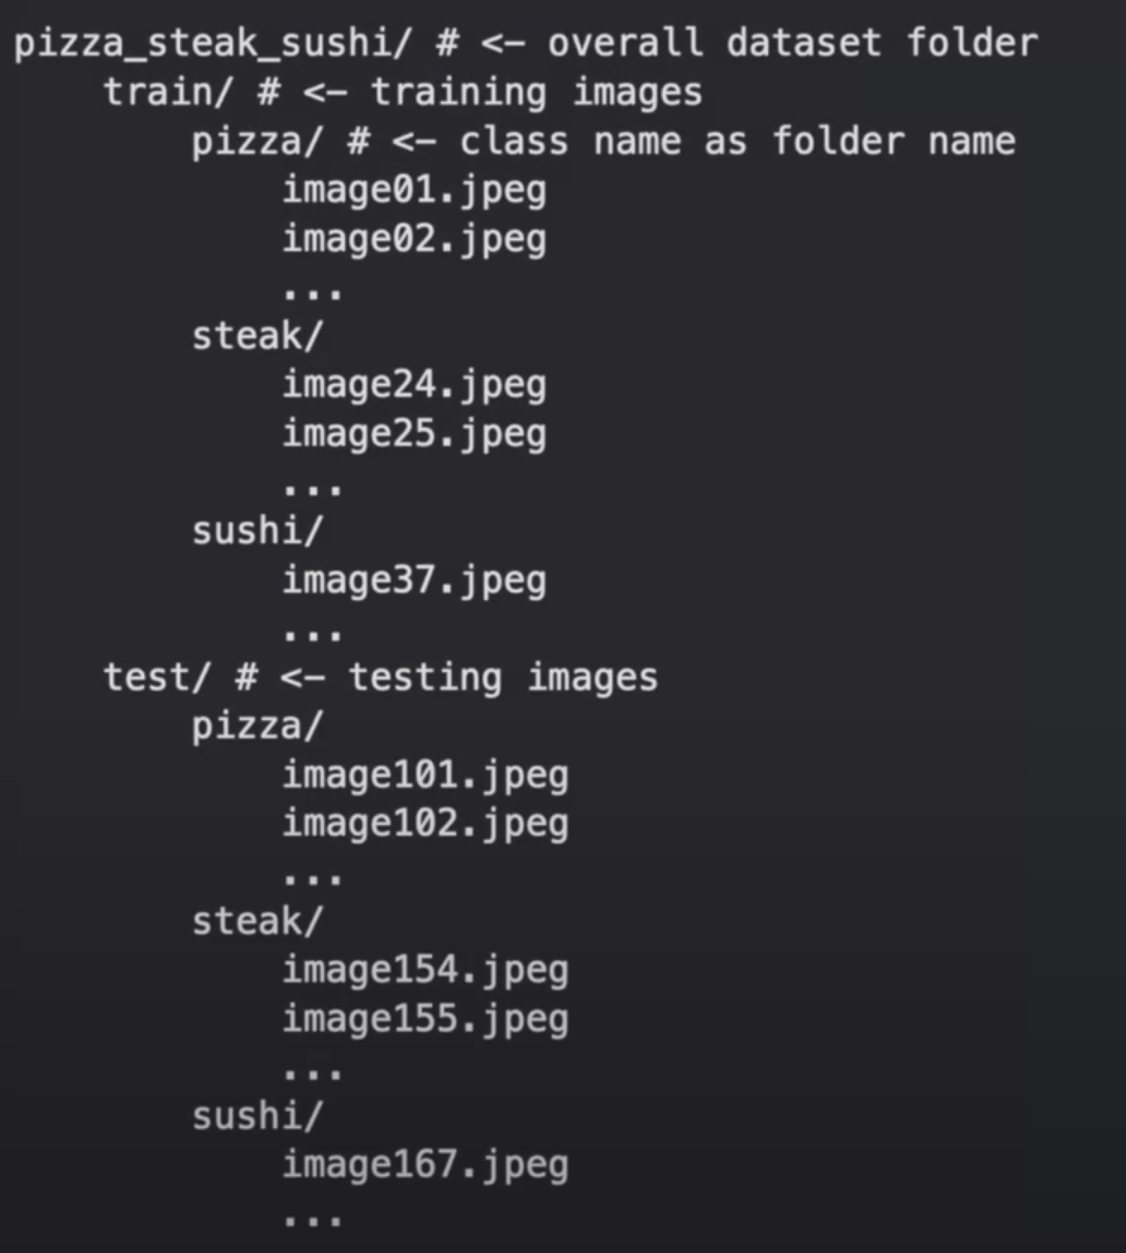 pizza_steak_sushi/ # <- overall dataset folder
    train/ # <- training images
        pizza/ # <- class name as folder name
            image01.jpeg
            image02.jpeg
            ...
        steak/
            image24.jpeg
            image25.jpeg
            ...
        sushi/
            image37.jpeg
            ...
    test/ # <- testing images
        pizza/
            image101.jpeg
            image102.jpeg
            ...
        steak/
            image154.jpeg
            image155.jpeg
            ...
        sushi/
            image167.jpeg
            ...